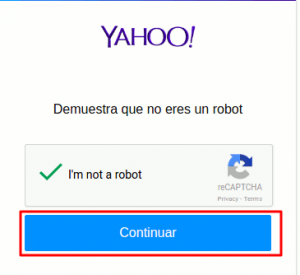 YAHOO!
Demuestra que no eres un robot
I'm not a robot
reCAPTCHA
Privacy - Terms
Continuar